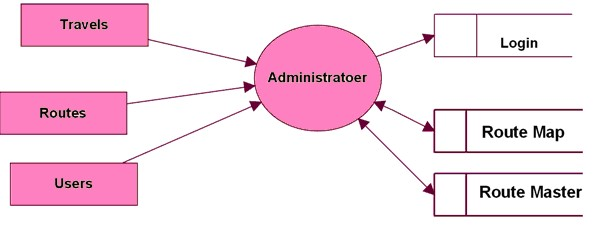 Travels
Login
Administratoer
Routes
Route Map
Users
Route Master